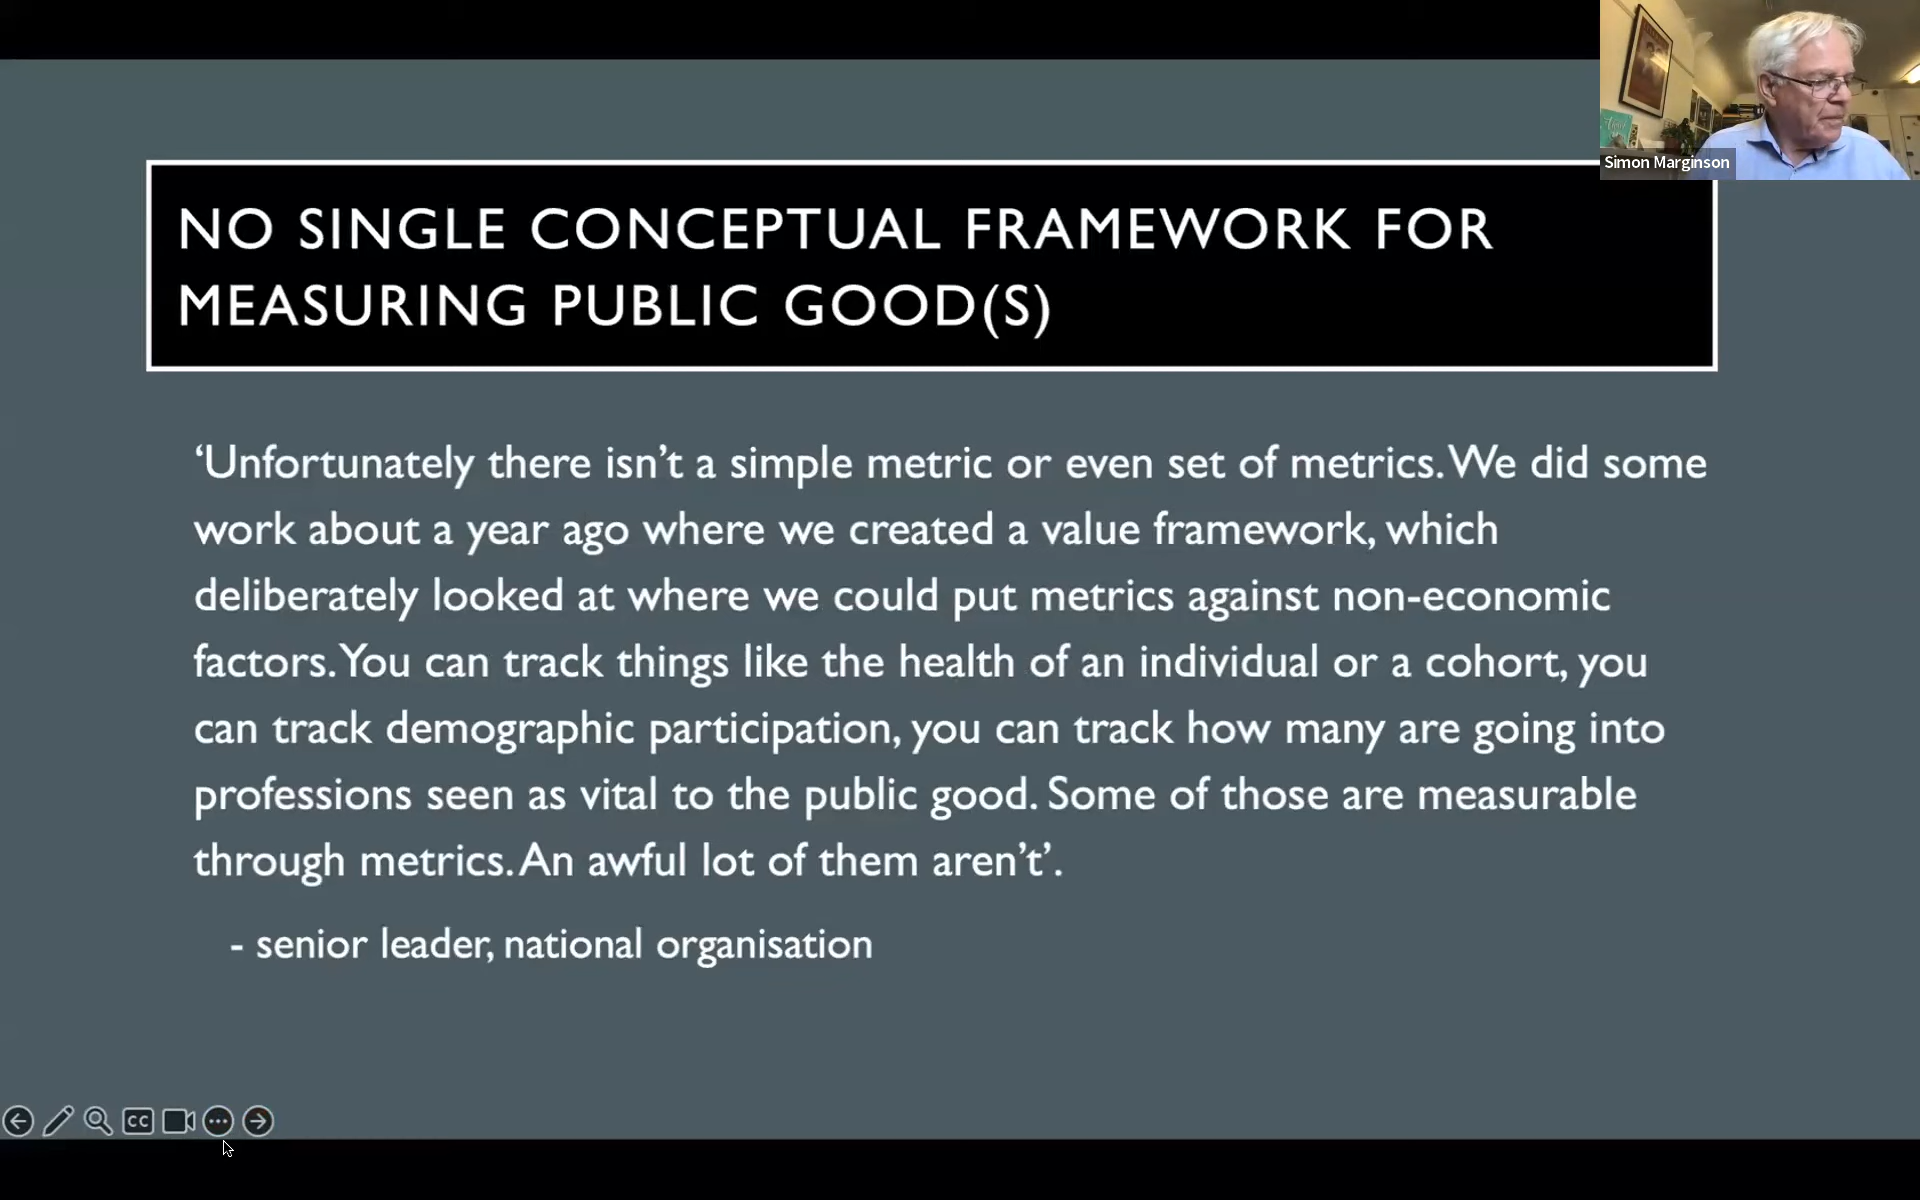 Simon Marginson
NO SINGLE CONCEPTUAL FRAMEWORK FOR
MEASURING PUBLIC GOOD(S)
‘Unfortunately there isn’t a simple metric or even set of metrics. We did some
work about a year ago where we created a value framework, which
deliberately looked at where we could put metrics against non-economic
factors. You can track things like the health of an individual or a cohort, you
can track demographic participation, you can track how many are going into
professions seen as vital to the public good. Some of those are measurable
through metrics. An awful lot of them aren’t’.
- senior leader, national organisation
CC